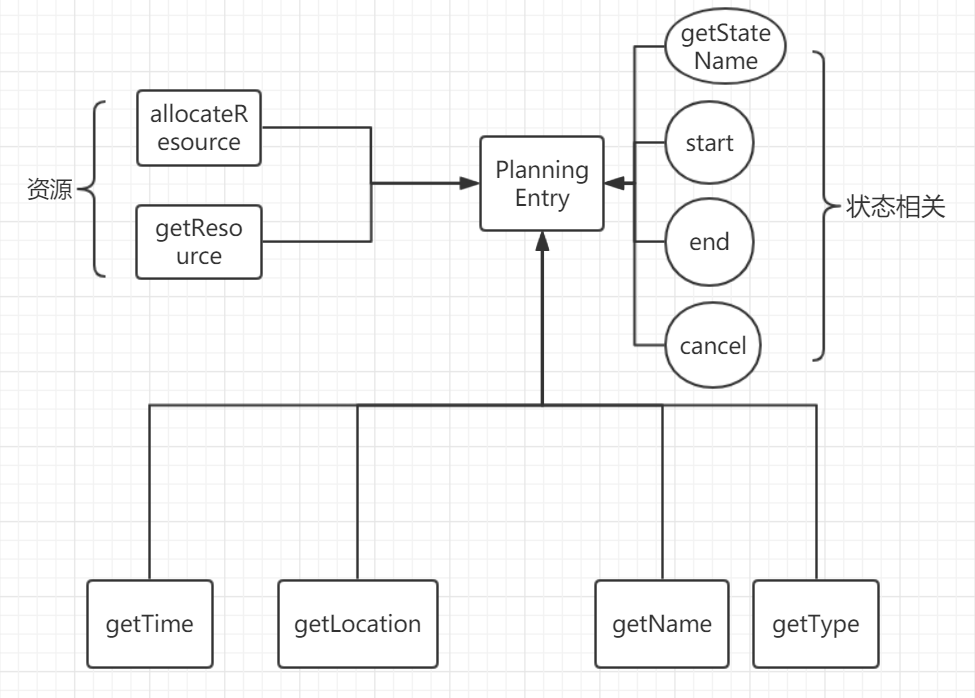 getState
Name
allocateR
esource
start
Planning
Entry
资源
状态相关
getReso
urce
end
cancel
getTime
getLocation
getName
getType